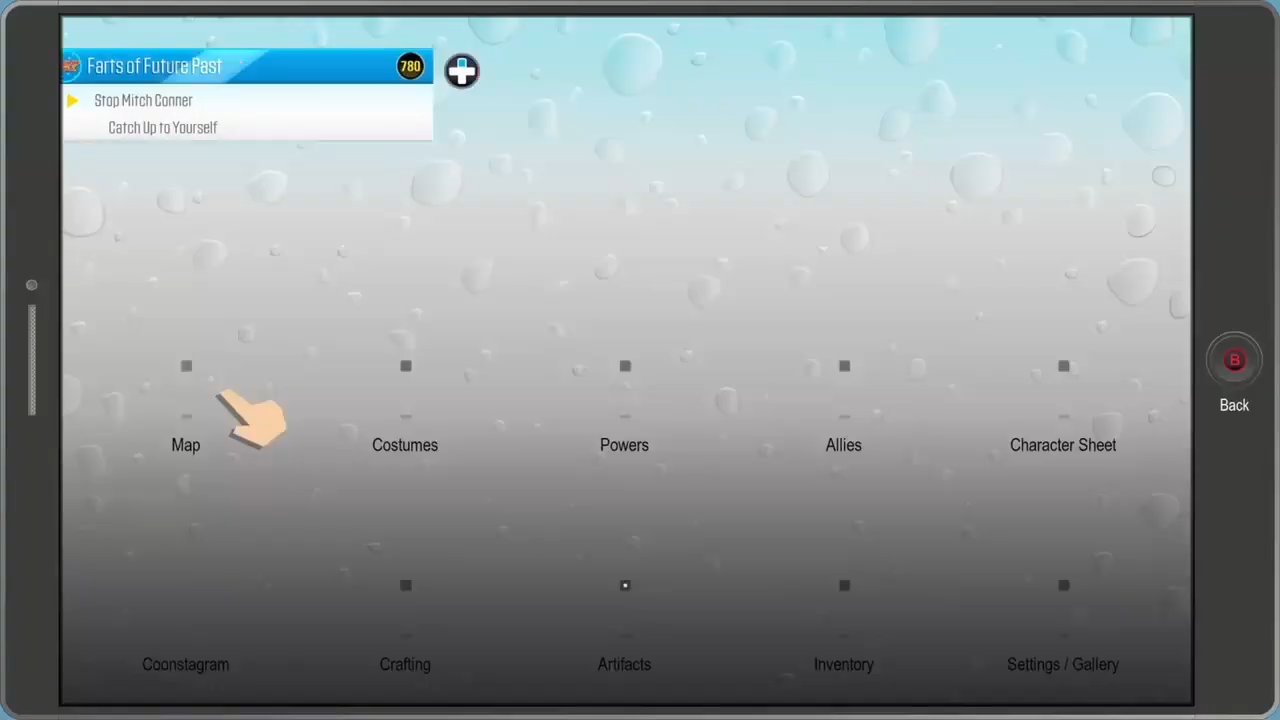 Farts of Future Past 780
Stop Mitch Conner
Catch Up to Yourself
B
Back
Map Costumes Powers Allies Character Sheet
Coonstagram Crafting Artifacts Inventory Settings / Gallery